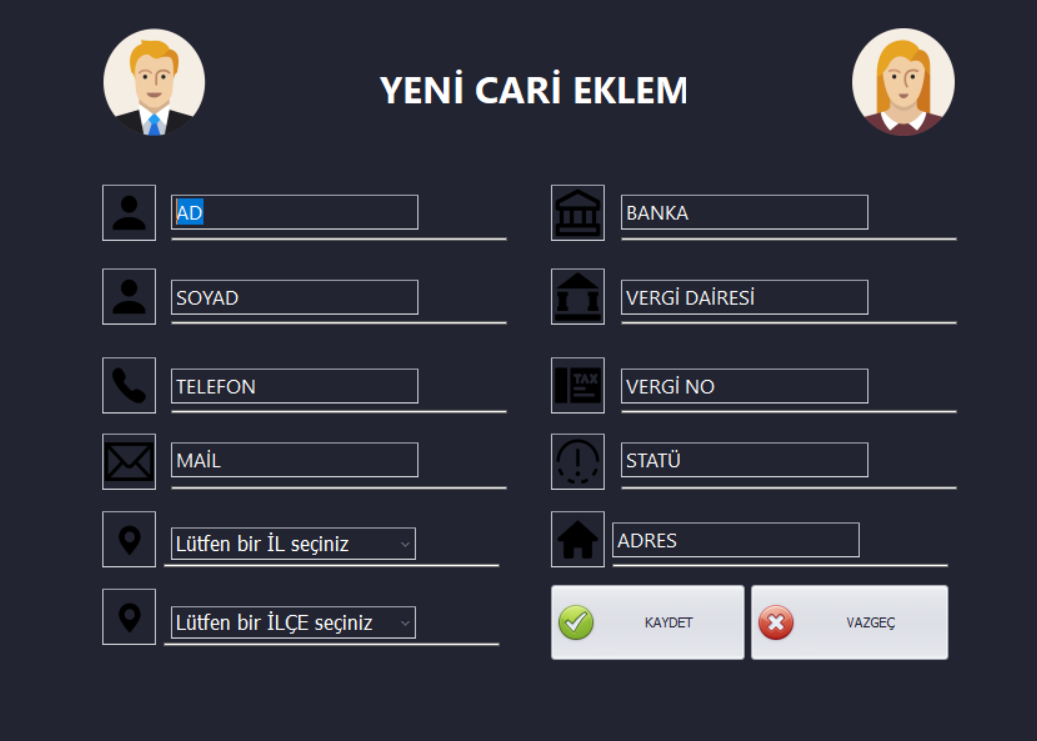 YENİ CARİ EKLEM
AD
SOYAD
TELEFON
MAİL
Lütfen bir İL seçiniz
Lütfen bir İLÇE seçiniz
BANKA
VERGİ DAİRESİ
TAX
VERGİ NO
STATÜ
ADRES
KAYDET
VAZGEÇ